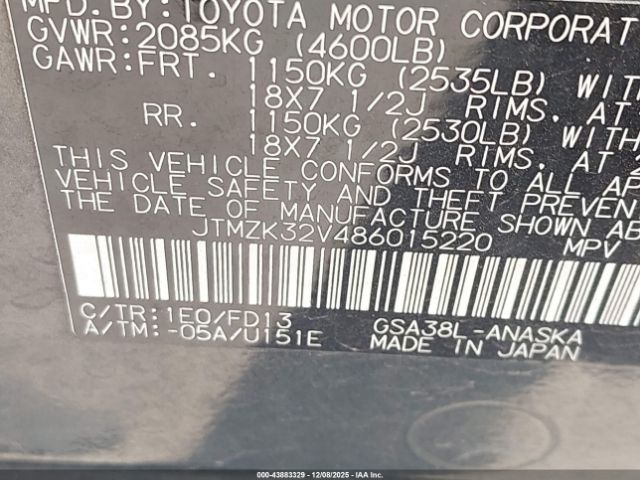 MFD.BY:TOYOTA MOTOR CORPORAT
GVWR:2085KG (4600LB)
GAWR:FRT. 1150KG (2535LB) WITH
18X7 1/2J RIMS, AT
RR. 1150KG (2530LB) WITH
18X7 1/2J RIMS, AT 2
THIS VEHICLE CONFORMS TO ALL AP
VEHICLE SAFETY AND THEFT PREVEN
THE DATE OF MANUFACTURE SHOWN AB
JTMZK32V486015220 MPV
C/TR:1E0/FD13 GSA38L-ANASKA
A/TM:-05A/U151E MADE IN JAPAN
000-43883329 12/08/2025 IAA Inc.